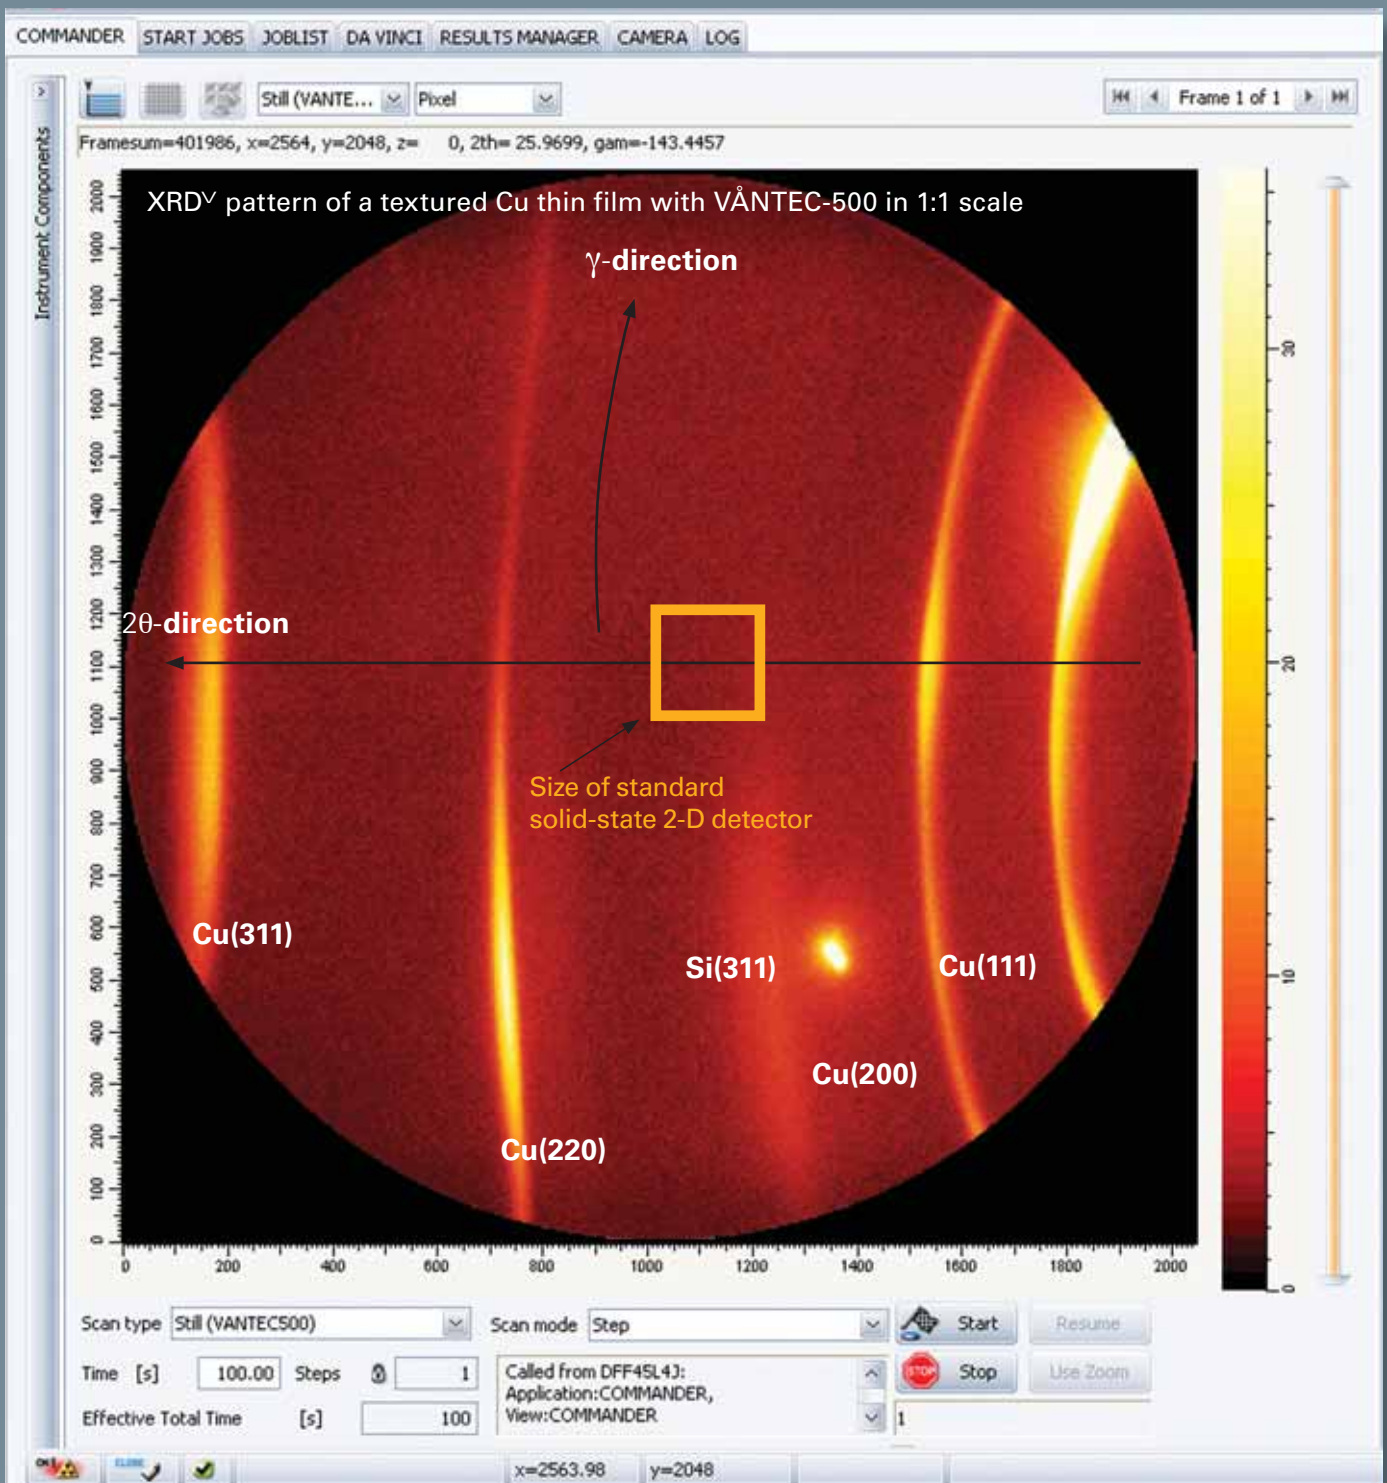 COMMANDER START JOBS JOBLIST DA VINCI RESULTS MANAGER CAMERA LOG
Still (VANTE... Pixel Frame 1 of 1
Framesum=401986, x=2564, y=2048, z= 0, 2th= 25.9699, gam=-143.4457
Instrument Components
XRD^V pattern of a textured Cu thin film with VÅNTEC-500 in 1:1 scale
γ-direction
2θ-direction
Size of standard
solid-state 2-D detector
Cu(311)
Si(311)
Cu(111)
Cu(200)
Cu(220)
2000
1900
1800
1700
1600
1500
1400
1300
1200
1100
1000
900
800
700
600
500
400
300
200
100
0
0 200 400 600 800 1000 1200 1400 1600 1800 2000
30
20
10
0
Scan type Still (VANTEC500) Scan mode Step Start Resume
Time [s] 100.00 Steps 1 STOP Stop Use Zoom
Called from DFF45L4J:
Application:COMMANDER,
View:COMMANDER
Effective Total Time [s] 100 1
x=2563.98 y=2048